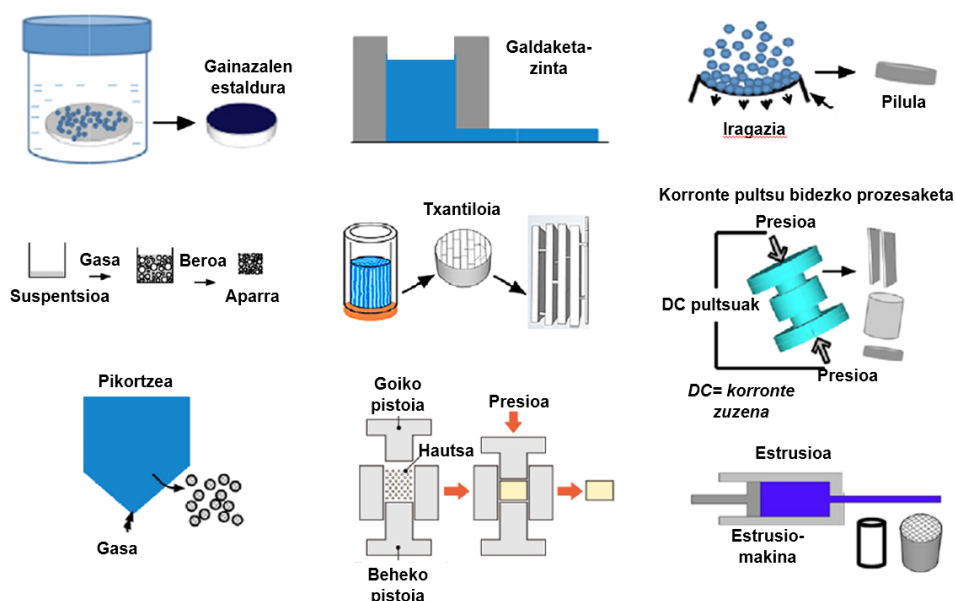 Gainazalen
estaldura
Galdaketa-
zinta
Iragazia
Pilula
Suspentsioa
Gasa
Beroa
Aparra
Txantiloia
Korronte pultsu bidezko prozesaketa
Presioa
DC pultsuak
Presioa
DC= korronte
zuzena
Pikortzea
Gasa
Goiko
pistoia
Hautsa
Presioa
Beheko
pistoia
Estrusioa
Estrusio-
makina